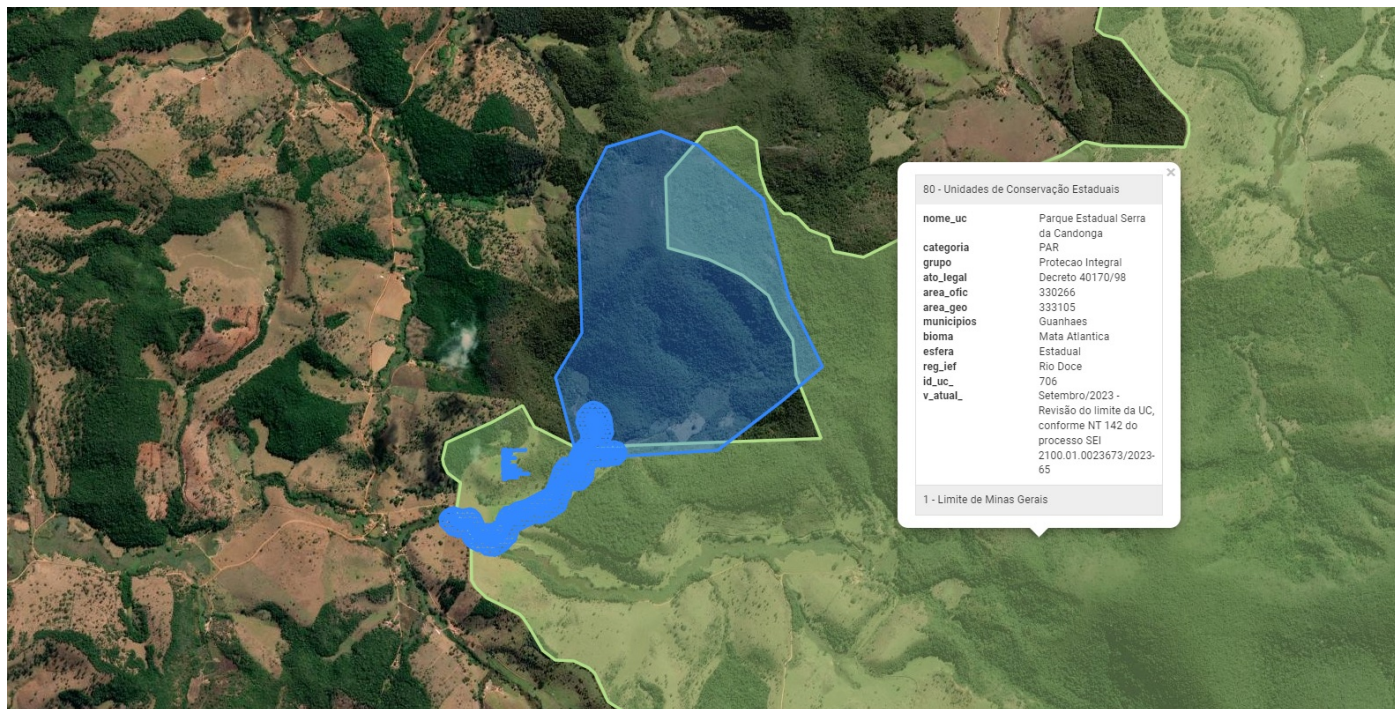 ×
80 - Unidades de Conservação Estaduais
nome_uc Parque Estadual Serra
da Candonga
categoria PAR
grupo Protecao Integral
ato_legal Decreto 40170/98
area_ofic 330266
area_geo 333105
municipios Guanhaes
bioma Mata Atlantica
esfera Estadual
reg_ief Rio Doce
id_uc_ 706
v_atual_ Setembro/2023 -
Revisão do limite da UC,
conforme NT 142 do
processo SEI
2100.01.0023673/2023-
65
1 - Limite de Minas Gerais